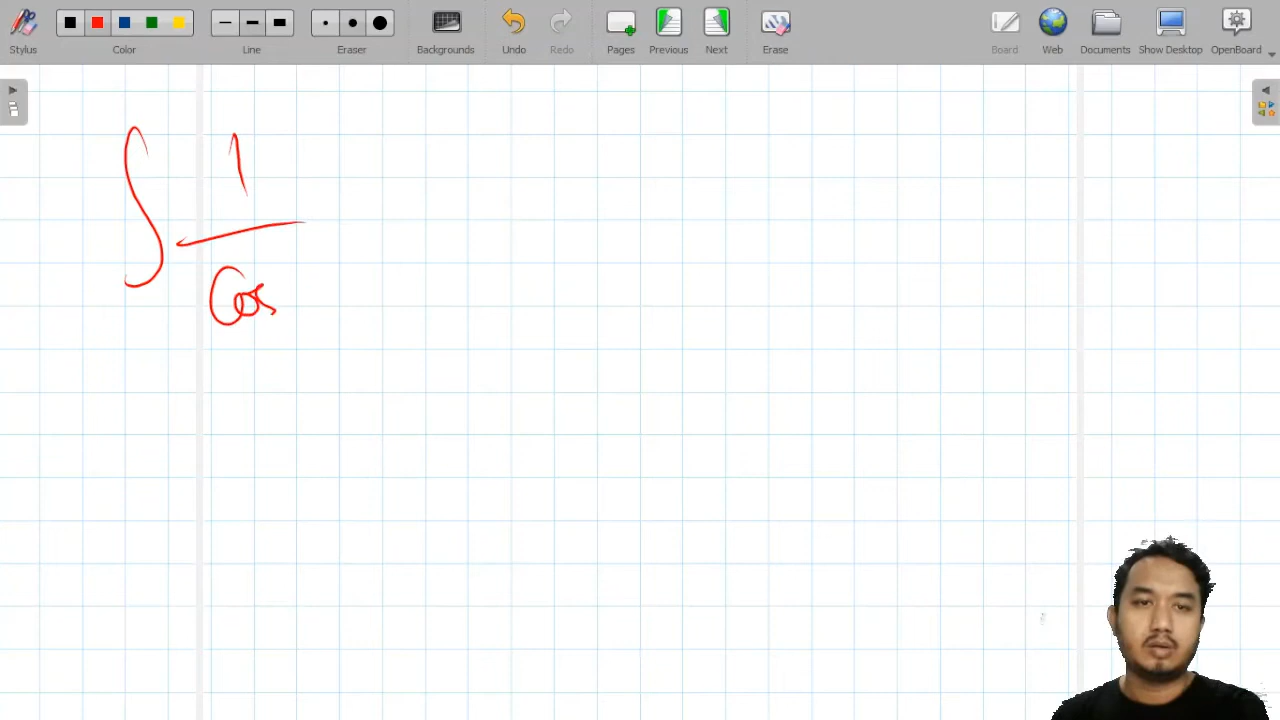 Stylus Color Line Eraser Backgrounds Undo Redo Pages Previous Next Erase Board Web Documents Show Desktop OpenBoard
∫ 1
Cos